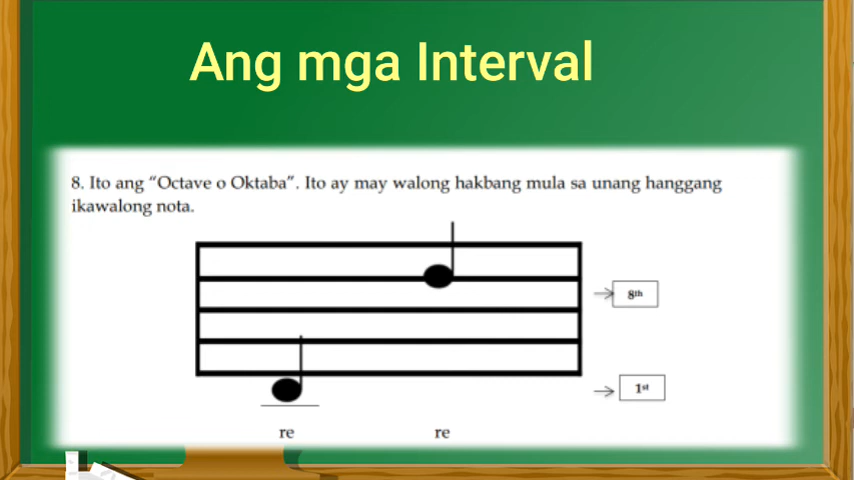 Ang mga Interval
8. Ito ang “Octave o Oktaba”. Ito ay may walong hakbang mula sa unang hanggang
ikawalong nota.
8th
1st
re re